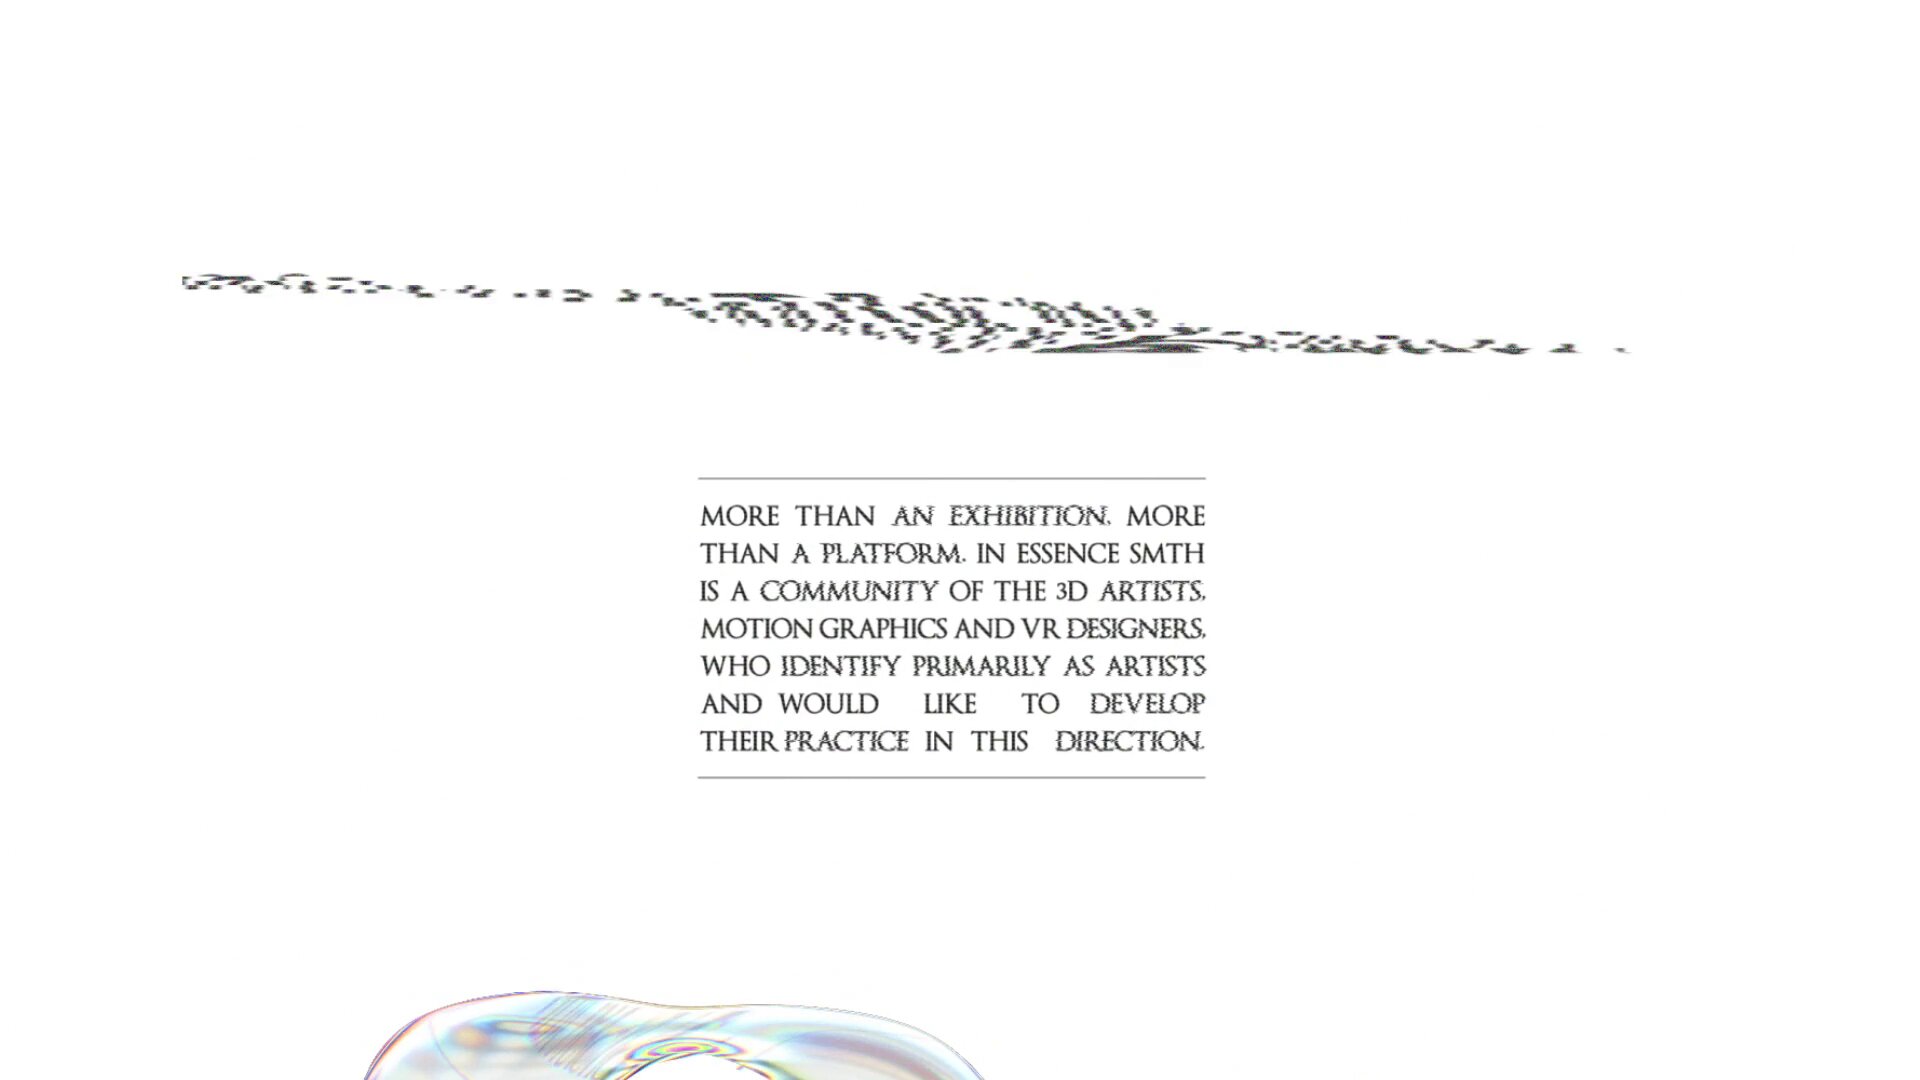 MORE THAN AN EXHIBITION. MORE
THAN A PLATFORM. IN ESSENCE SMTH
IS A COMMUNITY OF THE 3D ARTISTS,
MOTION GRAPHICS AND VR DESIGNERS,
WHO IDENTIFY PRIMARILY AS ARTISTS
AND WOULD LIKE TO DEVELOP
THEIR PRACTICE IN THIS DIRECTION.